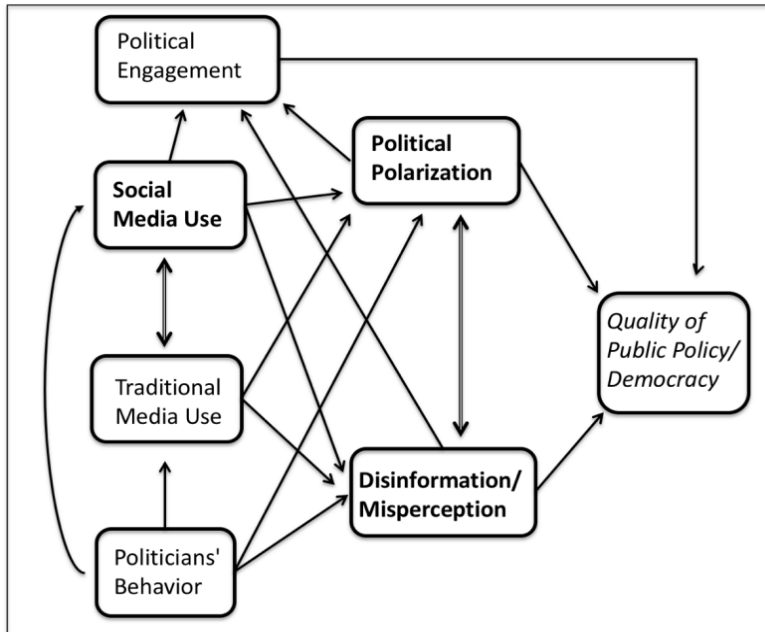 Political
Engagement
Political
Polarization
Social
Media Use
Quality of
Public Policy/
Democracy
Traditional
Media Use
Disinformation/
Misperception
Politicians'
Behavior